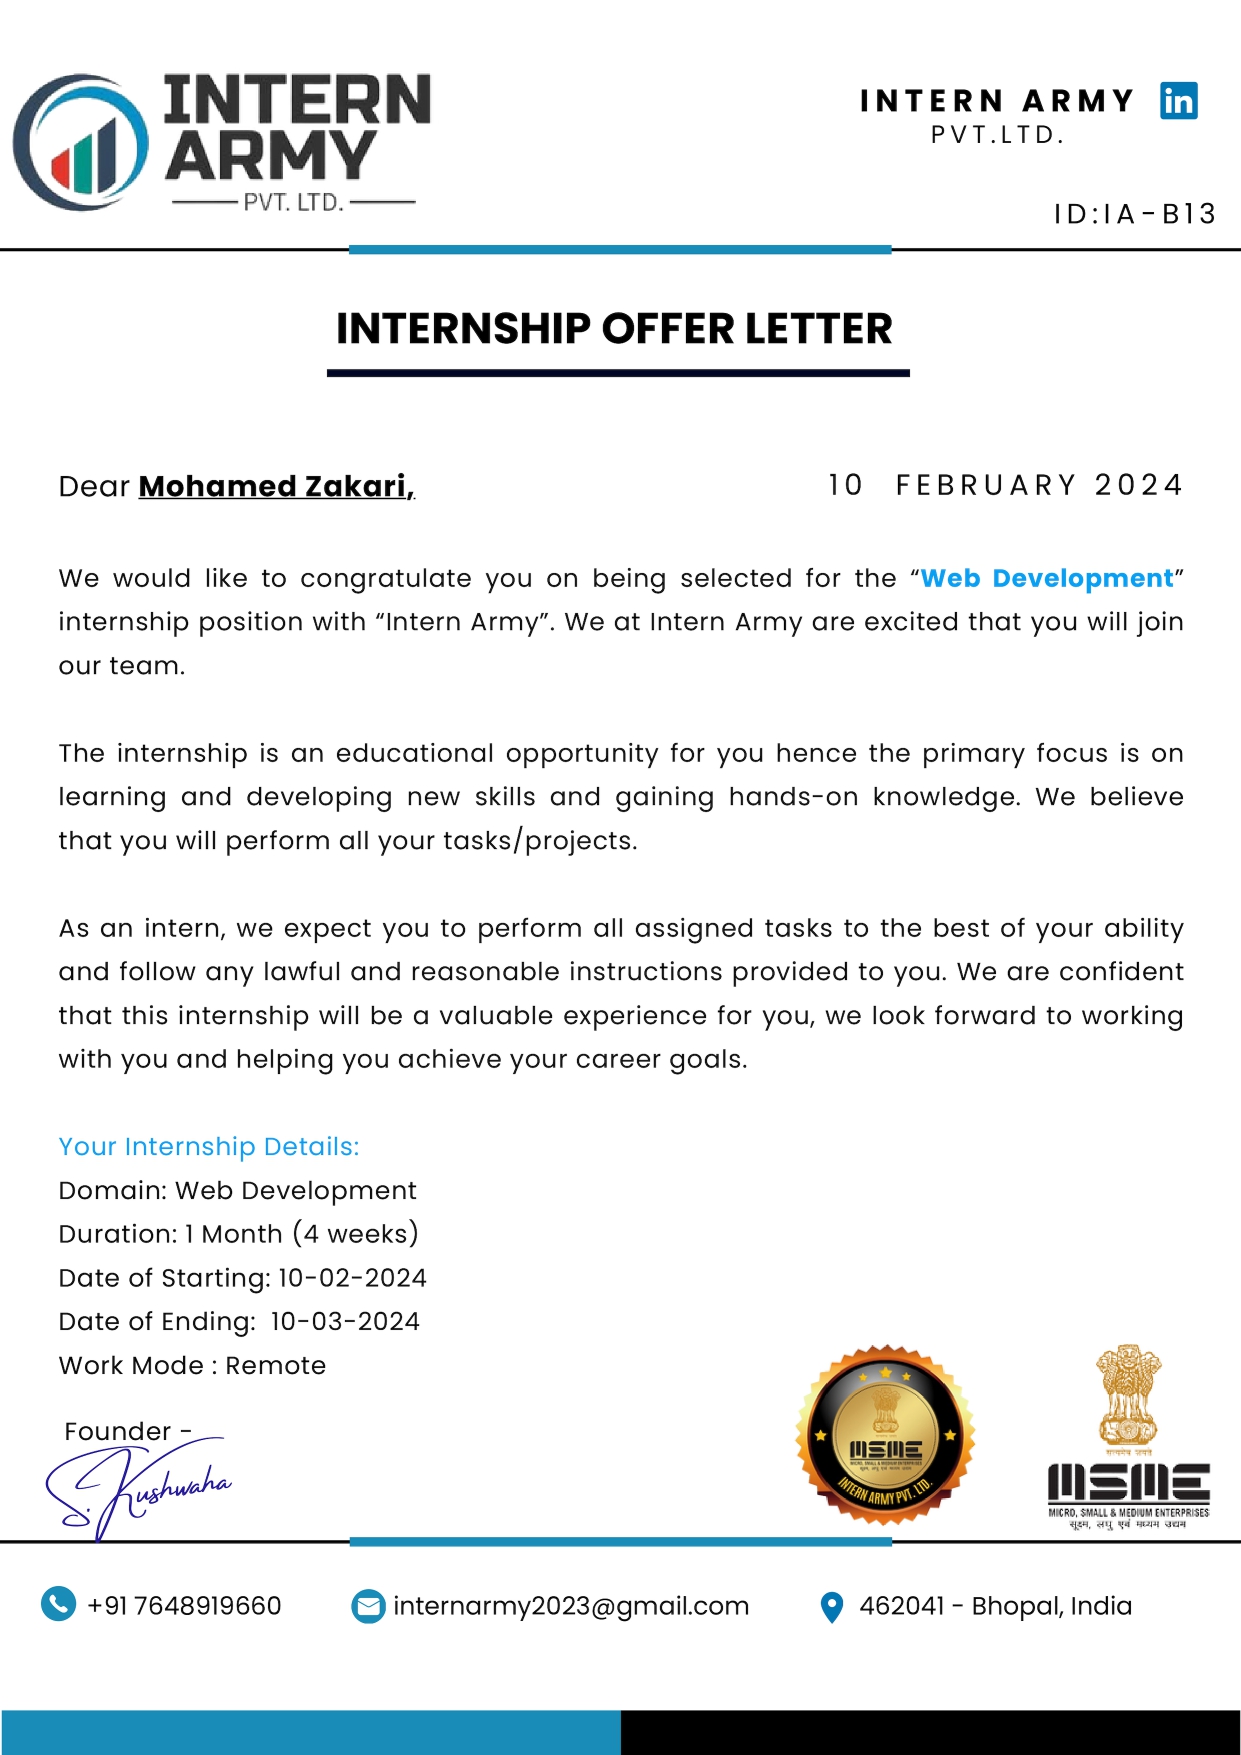 INTERN
ARMY
PVT. LTD.
INTERN ARMY
in
PVT.LTD.
ID:IA-B13
INTERNSHIP OFFER LETTER
Dear Mohamed Zakari,
10 FEBRUARY 2024
We would like to congratulate you on being selected for the “Web Development”
internship position with “Intern Army”. We at Intern Army are excited that you will join
our team.
The internship is an educational opportunity for you hence the primary focus is on
learning and developing new skills and gaining hands-on knowledge. We believe
that you will perform all your tasks/projects.
As an intern, we expect you to perform all assigned tasks to the best of your ability
and follow any lawful and reasonable instructions provided to you. We are confident
that this internship will be a valuable experience for you, we look forward to working
with you and helping you achieve your career goals.
Your Internship Details:
Domain: Web Development
Duration: 1 Month (4 weeks)
Date of Starting: 10-02-2024
Date of Ending: 10-03-2024
Work Mode : Remote
Founder -
S. Kushwaha
MSME
MICRO, SMALL & MEDIUM ENTERPRISES
सूक्ष्म, लघु एवं मध्यम उद्यम
INTERN ARMY PVT. LTD.
सत्यमेव जयते
MSME
MICRO, SMALL & MEDIUM ENTERPRISES
सूक्ष्म, लघु एवं मध्यम उद्यम
+91 7648919660
internarmy2023@gmail.com
462041 - Bhopal, India